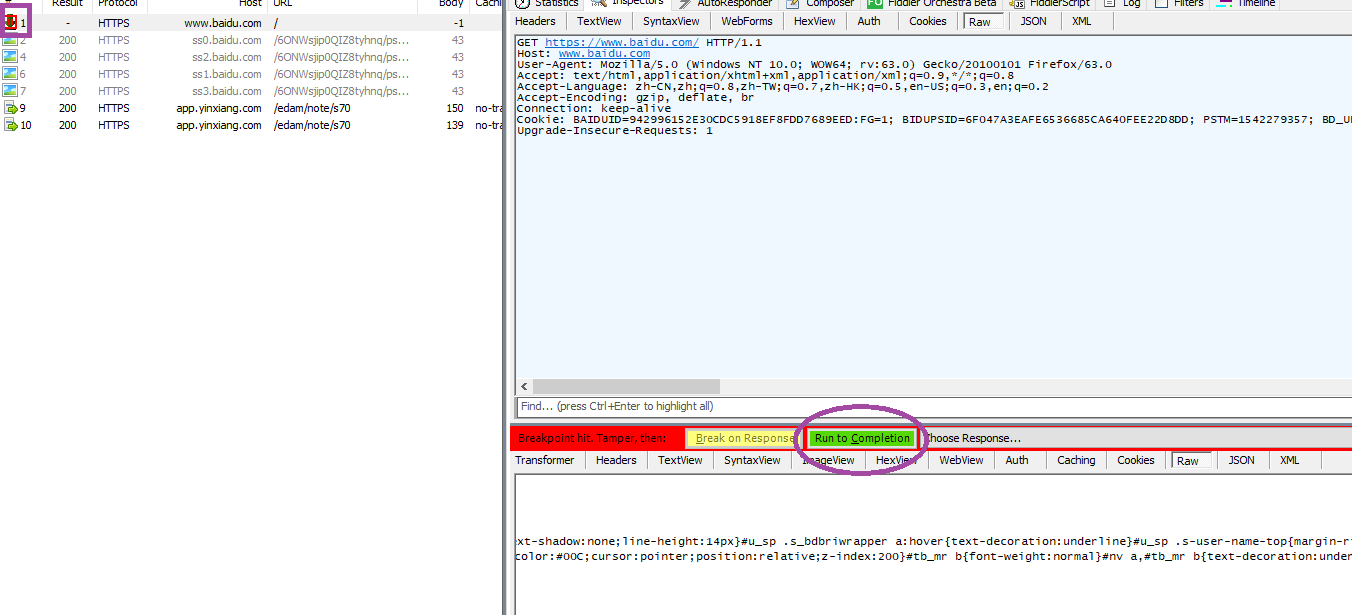 # Result Protocol Host URL Body Cachi
1 - HTTPS www.baidu.com / -1
2 200 HTTPS ss0.baidu.com /6ONWsjip0QIZ8tyhnq/ps... 43
4 200 HTTPS ss2.baidu.com /6ONWsjip0QIZ8tyhnq/ps... 43
6 200 HTTPS ss1.baidu.com /6ONWsjip0QIZ8tyhnq/ps... 43
7 200 HTTPS ss3.baidu.com /6ONWsjip0QIZ8tyhnq/ps... 43
9 200 HTTPS app.yinxiang.com /edam/note/s70 150 no-tra
10 200 HTTPS app.yinxiang.com /edam/note/s70 139 no-tra
Statistics Inspectors AutoResponder Composer FO Fiddler Orchestra Beta FiddlerScript Log Filters Timeline
Headers TextView SyntaxView WebForms HexView Auth Cookies Raw JSON XML
GET https://www.baidu.com/ HTTP/1.1
Host: www.baidu.com
User-Agent: Mozilla/5.0 (Windows NT 10.0; WOW64; rv:63.0) Gecko/20100101 Firefox/63.0
Accept: text/html,application/xhtml+xml,application/xml;q=0.9,*/*;q=0.8
Accept-Language: zh-CN,zh;q=0.8,zh-TW;q=0.7,zh-HK;q=0.5,en-US;q=0.3,en;q=0.2
Accept-Encoding: gzip, deflate, br
Connection: keep-alive
Cookie: BAIDUID=942996152E30CDC5918EF8FDD7689EED:FG=1; BIDUPSID=6F047A3EAFE6536685CA640FEE22D8DD; PSTM=1542279357; BD_U
Upgrade-Insecure-Requests: 1
Find... (press Ctrl+Enter to highlight all)
Breakpoint hit. Tamper, then: Break on Response Run to Completion Choose Response...
Transformer Headers TextView SyntaxView ImageView HexView WebView Auth Caching Cookies Raw JSON XML
ext-shadow:none;line-height:14px}#u_sp .s_bdbriwrapper a:hover{text-decoration:underline}#u_sp .s-user-name-top{margin-r
color:#00C;cursor:pointer;position:relative;z-index:200}#tb_mr b{font-weight:normal}#nv a,#tb_mr b{text-decoration:under